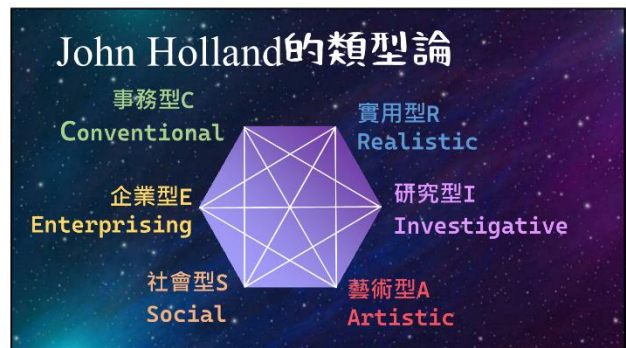 John Holland的類型論
事務型C
Conventional
實用型R
Realistic
企業型E
Enterprising
研究型I
Investigative
社會型S
Social
藝術型A
Artistic